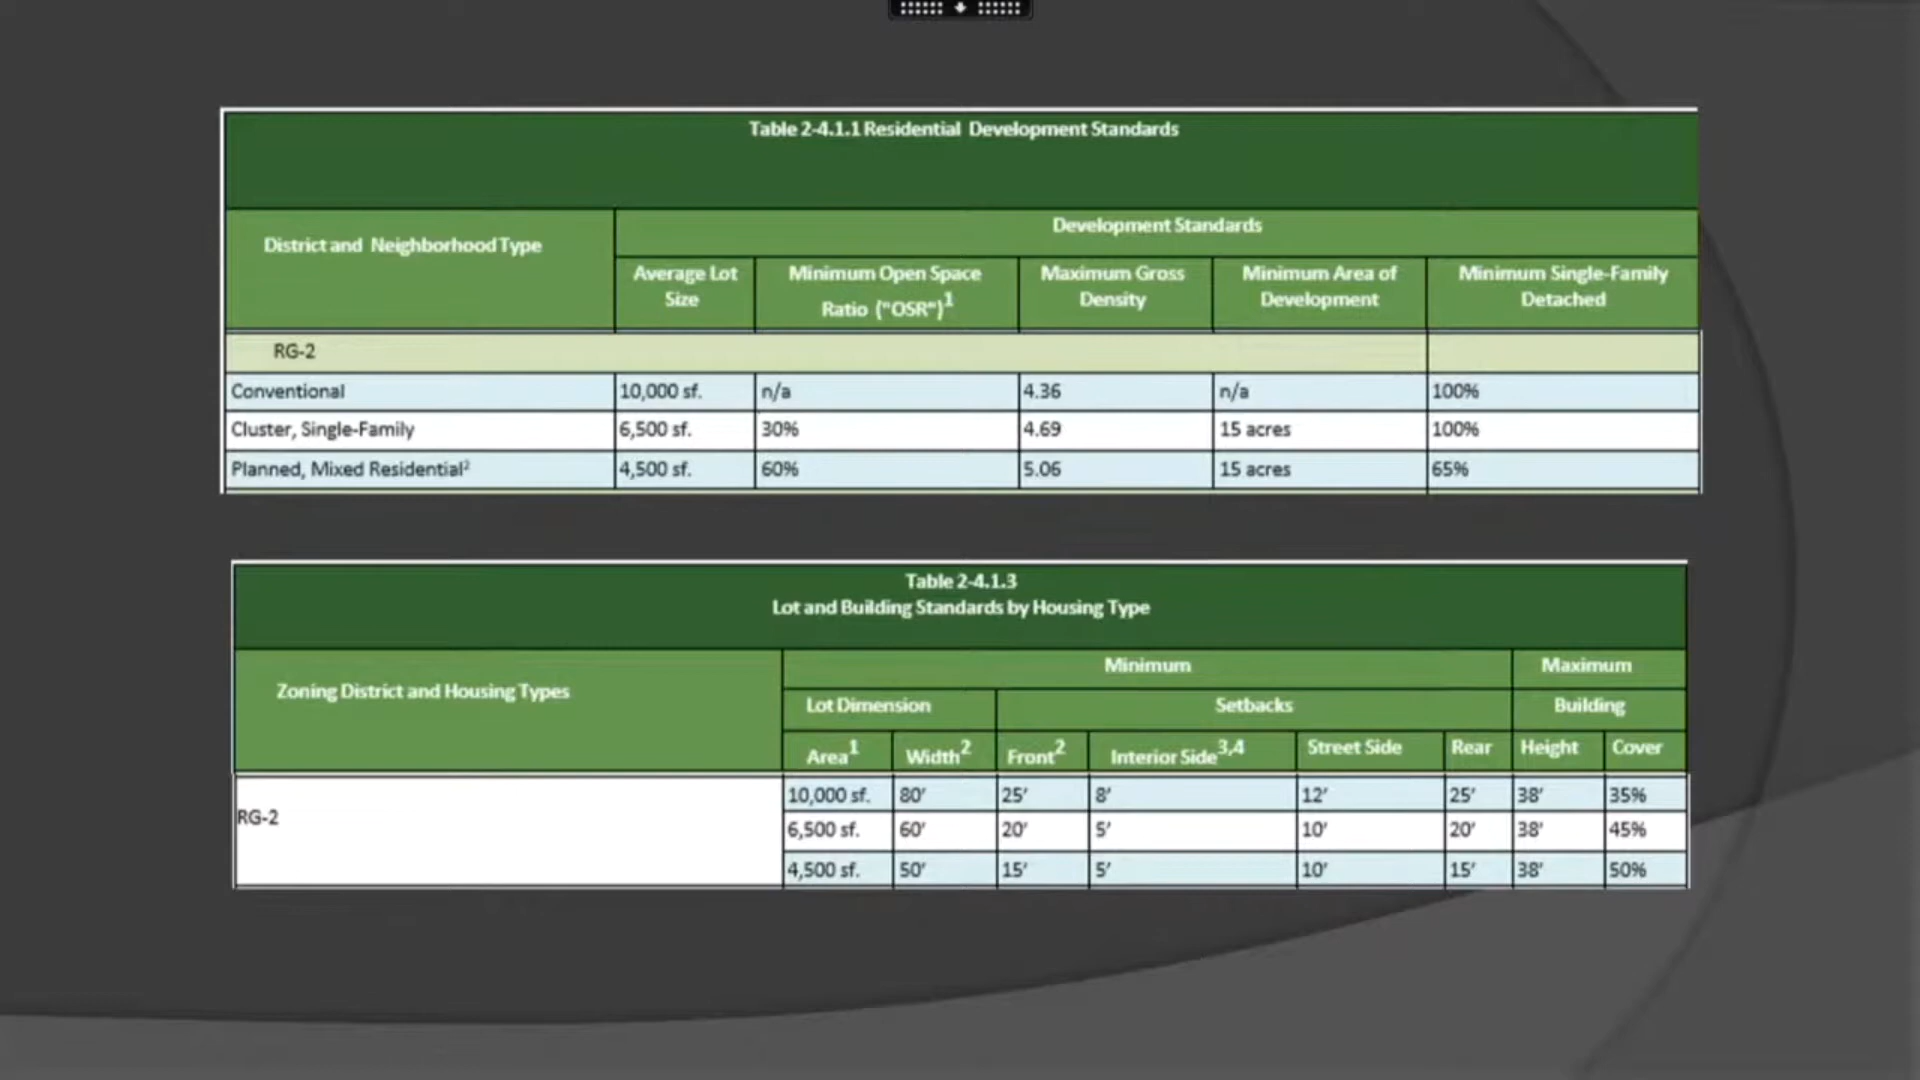 Table 2-4.1.1 Residential Development Standards
District and Neighborhood Type
Development Standards
Average Lot Size
Minimum Open Space Ratio ("OSR")1
Maximum Gross Density
Minimum Area of Development
Minimum Single-Family Detached
RG-2
Conventional 10,000 sf. n/a 4.36 n/a 100%
Cluster, Single-Family 6,500 sf. 30% 4.69 15 acres 100%
Planned, Mixed Residential2 4,500 sf. 60% 5.06 15 acres 65%
Table 2-4.1.3
Lot and Building Standards by Housing Type
Zoning District and Housing Types
Minimum Maximum
Lot Dimension Setbacks Building
Area1 Width2 Front2 Interior Side3,4 Street Side Rear Height Cover
RG-2
10,000 sf. 80' 25' 8' 12' 25' 38' 35%
6,500 sf. 60' 20' 5' 10' 20' 38' 45%
4,500 sf. 50' 15' 5' 10' 15' 38' 50%